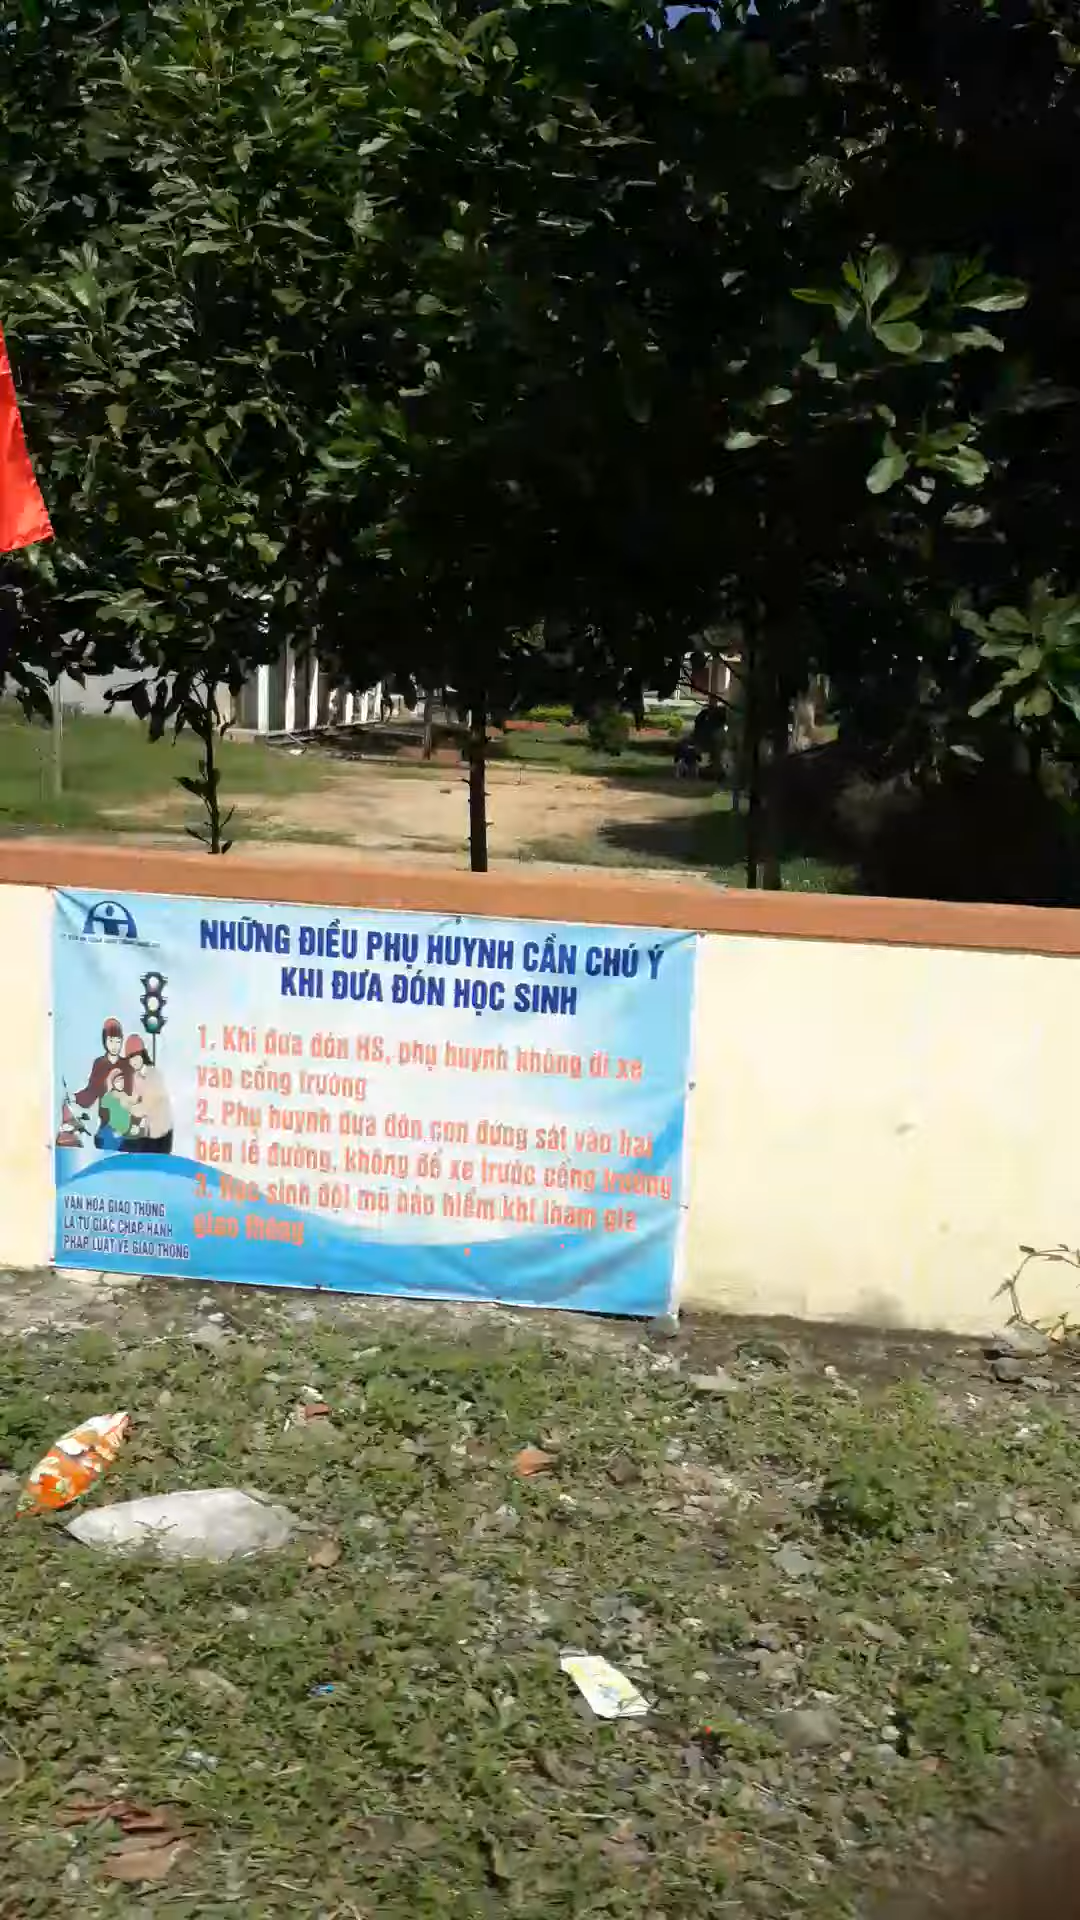 NHỮNG ĐIỀU PHỤ HUYNH CẦN CHÚ Ý
KHI ĐƯA ĐÓN HỌC SINH
1. Khi đưa đón HS, phụ huynh không đi xe
vào cổng trường
2. Phụ huynh đưa đón con đứng sát vào hai
bên lề đường, không để xe trước cổng trường
3. Học sinh đội mũ bảo hiểm khi tham gia
giao thông
VĂN HÓA GIAO THÔNG
LÀ TỰ GIÁC CHẤP HÀNH
PHÁP LUẬT VỀ GIAO THÔNG